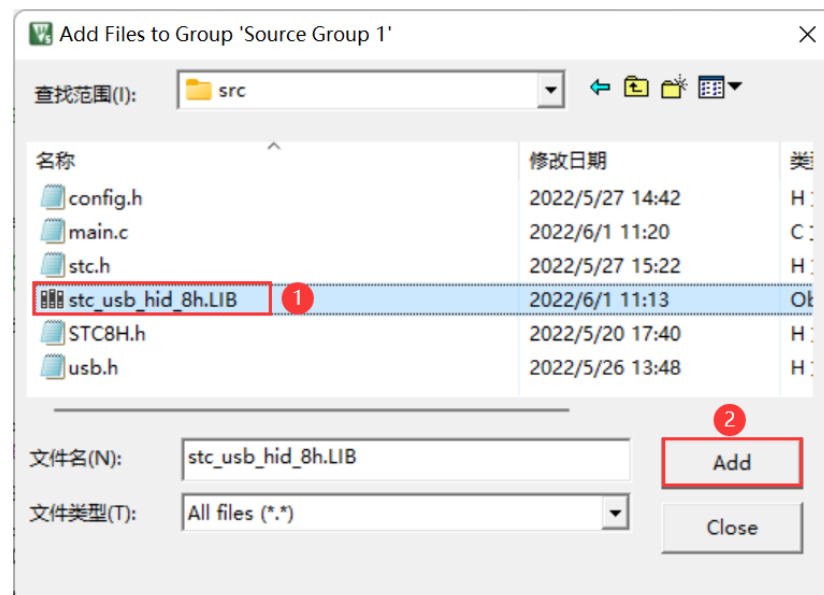 Add Files to Group 'Source Group 1'
查找范围(I): src
名称 修改日期 类
config.h 2022/5/27 14:42 H
main.c 2022/6/1 11:20 C
stc.h 2022/5/27 15:22 H
stc_usb_hid_8h.LIB 1 2022/6/1 11:13
STC8H.h 2022/5/20 17:40 H
usb.h 2022/5/26 13:48 H
2
文件名(N): stc_usb_hid_8h.LIB Add
文件类型(T): All files (*.*) Close